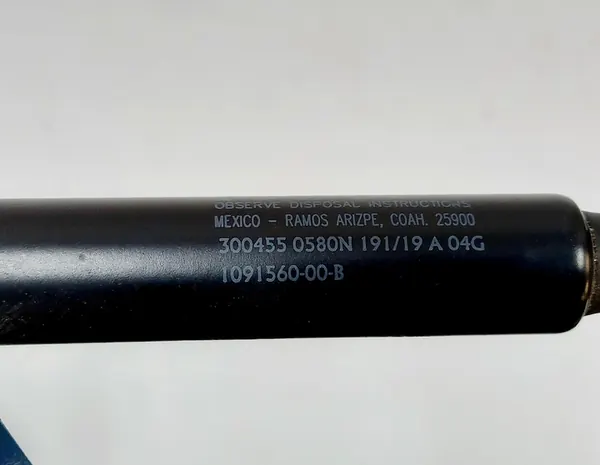 OBSERVE DISPOSAL INSTRUCTIONS
MEXICO - RAMOS ARIZPE, COAH. 25900
300455 0580N 191/19 A 04G
1091560-00-B